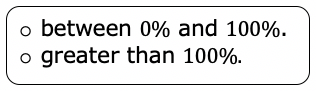 ○ between 0% and 100%.
○ greater than 100%.